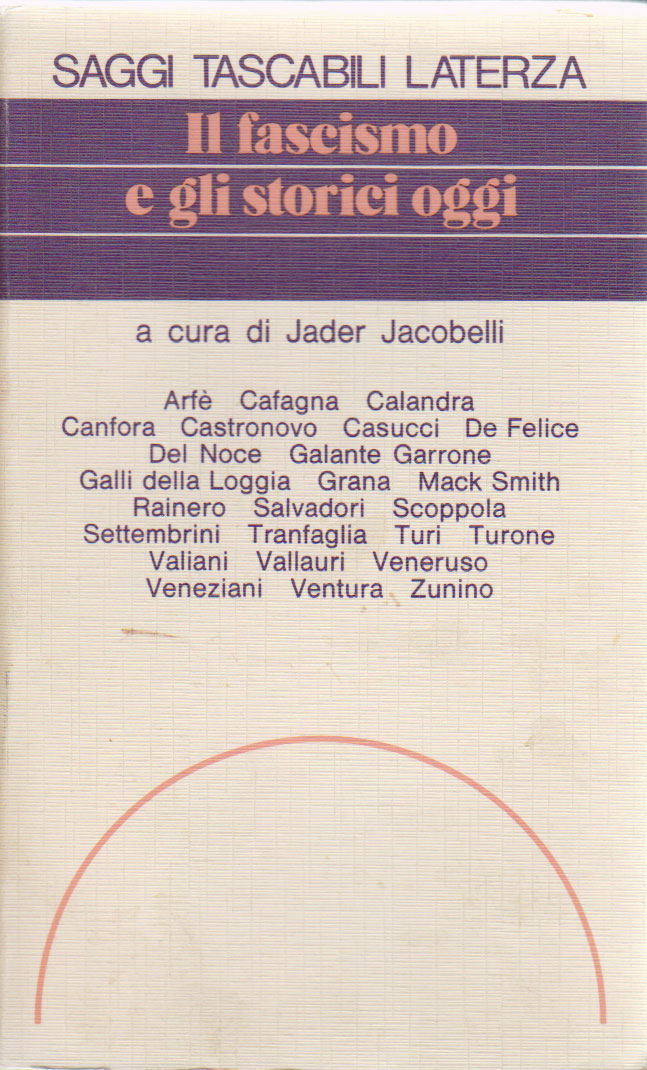 SAGGI TASCABILI LATERZA
Il fascismo
e gli storici oggi
a cura di Jader Jacobelli
Arfè Cafagna Calandra
Canfora Castronovo Casucci De Felice
Del Noce Galante Garrone
Galli della Loggia Grana Mack Smith
Rainero Salvadori Scoppola
Settembrini Tranfaglia Turi Turone
Valiani Vallauri Veneruso
Veneziani Ventura Zunino